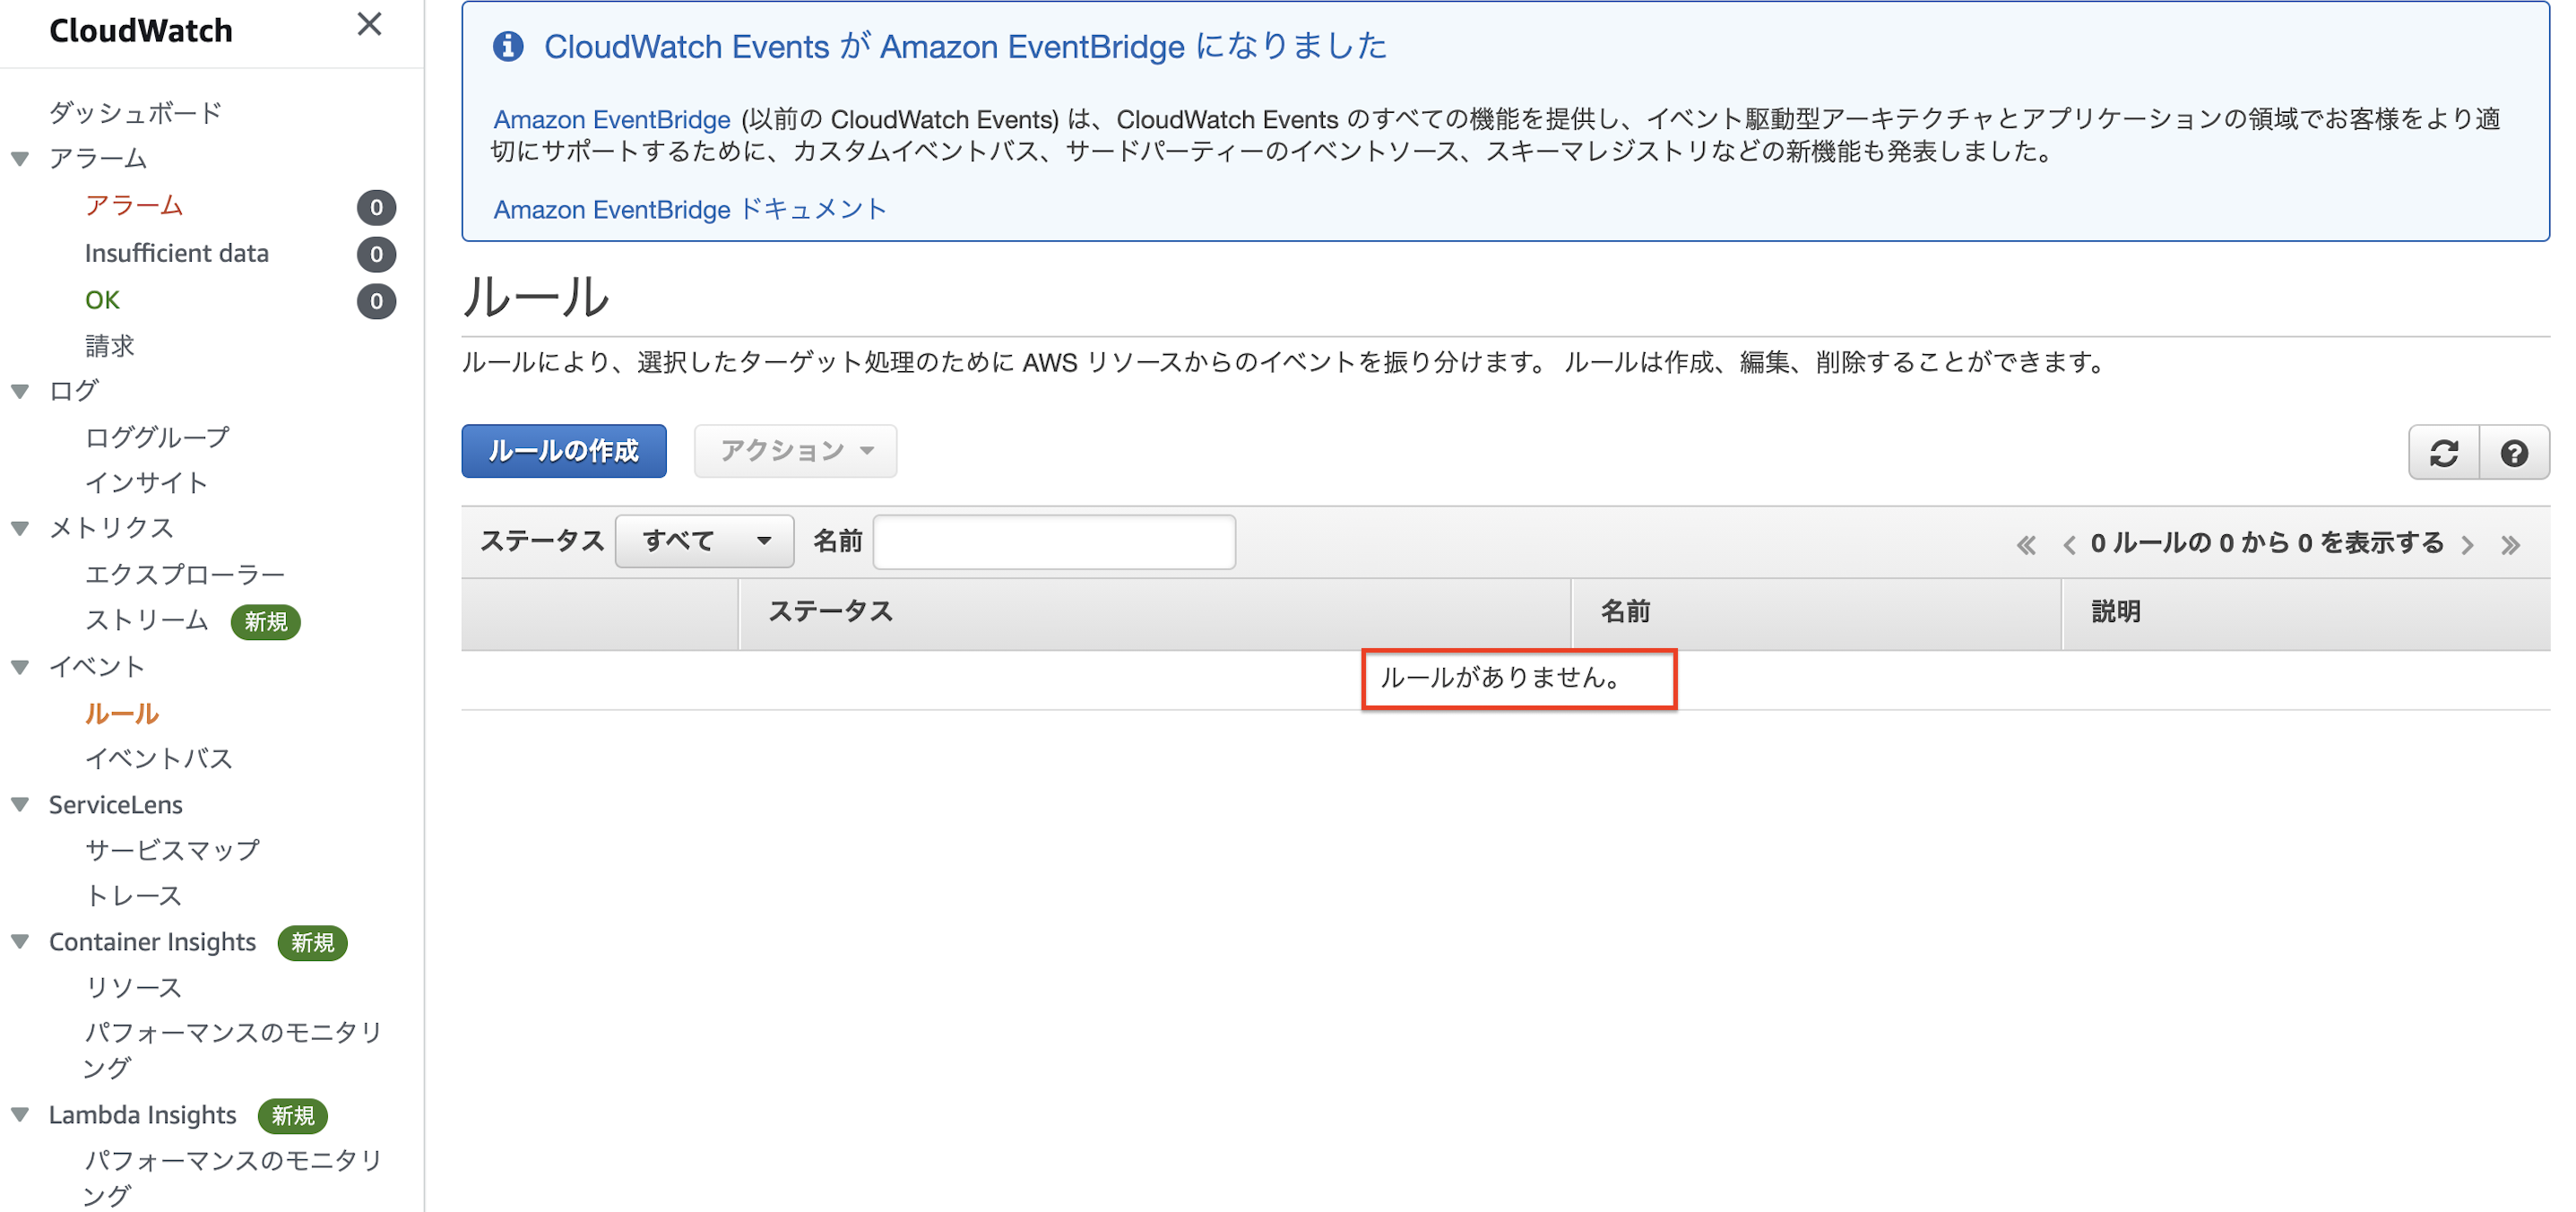 CloudWatch
ダッシュボード
アラーム
アラーム 0
Insufficient data 0
OK 0
請求
ログ
ロググループ
インサイト
メトリクス
エクスプローラー
ストリーム 新規
イベント
ルール
イベントバス
ServiceLens
サービスマップ
トレース
Container Insights 新規
リソース
パフォーマンスのモニタリ
ング
Lambda Insights 新規
パフォーマンスのモニタリ
ング
CloudWatch Events が Amazon EventBridge になりました
Amazon EventBridge (以前の CloudWatch Events) は、CloudWatch Events のすべての機能を提供し、イベント駆動型アーキテクチャとアプリケーションの領域でお客様をより適
切にサポートするために、カスタムイベントバス、サードパーティーのイベントソース、スキーマレジストリなどの新機能も発表しました。
Amazon EventBridge ドキュメント
ルール
ルールにより、選択したターゲット処理のために AWS リソースからのイベントを振り分けます。 ルールは作成、編集、削除することができます。
ルールの作成 アクション
ステータス すべて 名前 « ‹ 0 ルールの 0 から 0 を表示する › »
ステータス 名前 説明
ルールがありません。